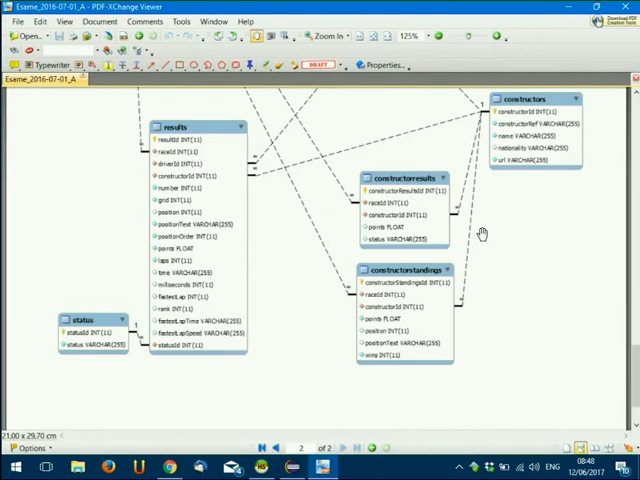 Esame_2016-07-01_A - PDF-XChange Viewer
File Edit View Document Comments Tools Window Help
Open... Zoom In 125%
Typewriter DRAFT Properties...
Esame_2016-07-01_A
results
resultId INT(11)
raceId INT(11)
driverId INT(11)
constructorId INT(11)
number INT(11)
grid INT(11)
position INT(11)
positionText VARCHAR(255)
positionOrder INT(11)
points FLOAT
laps INT(11)
time VARCHAR(255)
milliseconds INT(11)
fastestLap INT(11)
rank INT(11)
fastestLapTime VARCHAR(255)
fastestLapSpeed VARCHAR(255)
statusId INT(11)
status
statusId INT(11)
status VARCHAR(255)
1
constructorresults
constructorResultsId INT(11)
raceId INT(11)
constructorId INT(11)
points FLOAT
status VARCHAR(255)
constructorstandings
constructorStandingsId INT(11)
raceId INT(11)
constructorId INT(11)
points FLOAT
position INT(11)
positionText VARCHAR(255)
wins INT(11)
1
constructors
constructorId INT(11)
constructorRef VARCHAR(255)
name VARCHAR(255)
nationality VARCHAR(255)
url VARCHAR(255)
21,00 x 29,70 cm
Options 2 of 2
08:48
12/06/2017